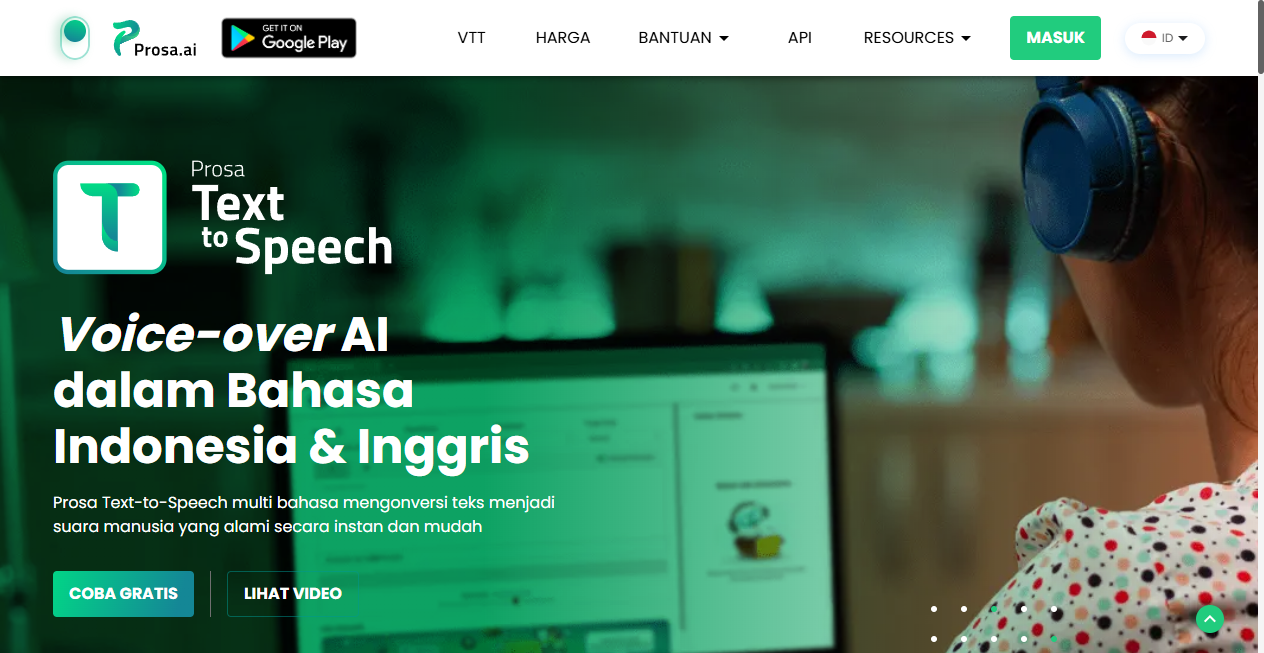 Prosa.ai
GET IT ON
Google Play
VTT
HARGA
BANTUAN
API
RESOURCES
MASUK
ID
Prosa
Text
to Speech
Voice-over AI
dalam Bahasa
Indonesia & Inggris
Prosa Text-to-Speech multi bahasa mengonversi teks menjadi
suara manusia yang alami secara instan dan mudah
COBA GRATIS
LIHAT VIDEO